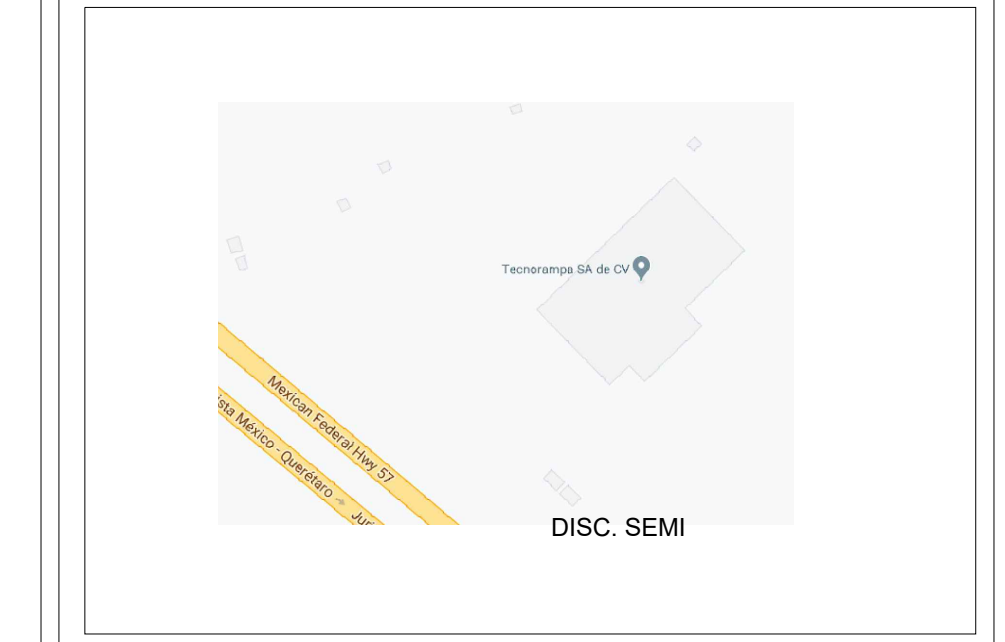 Tecnorampa SA de CV
Mexican Federal Hwy 57
ista México - Querétaro
DISC. SEMI